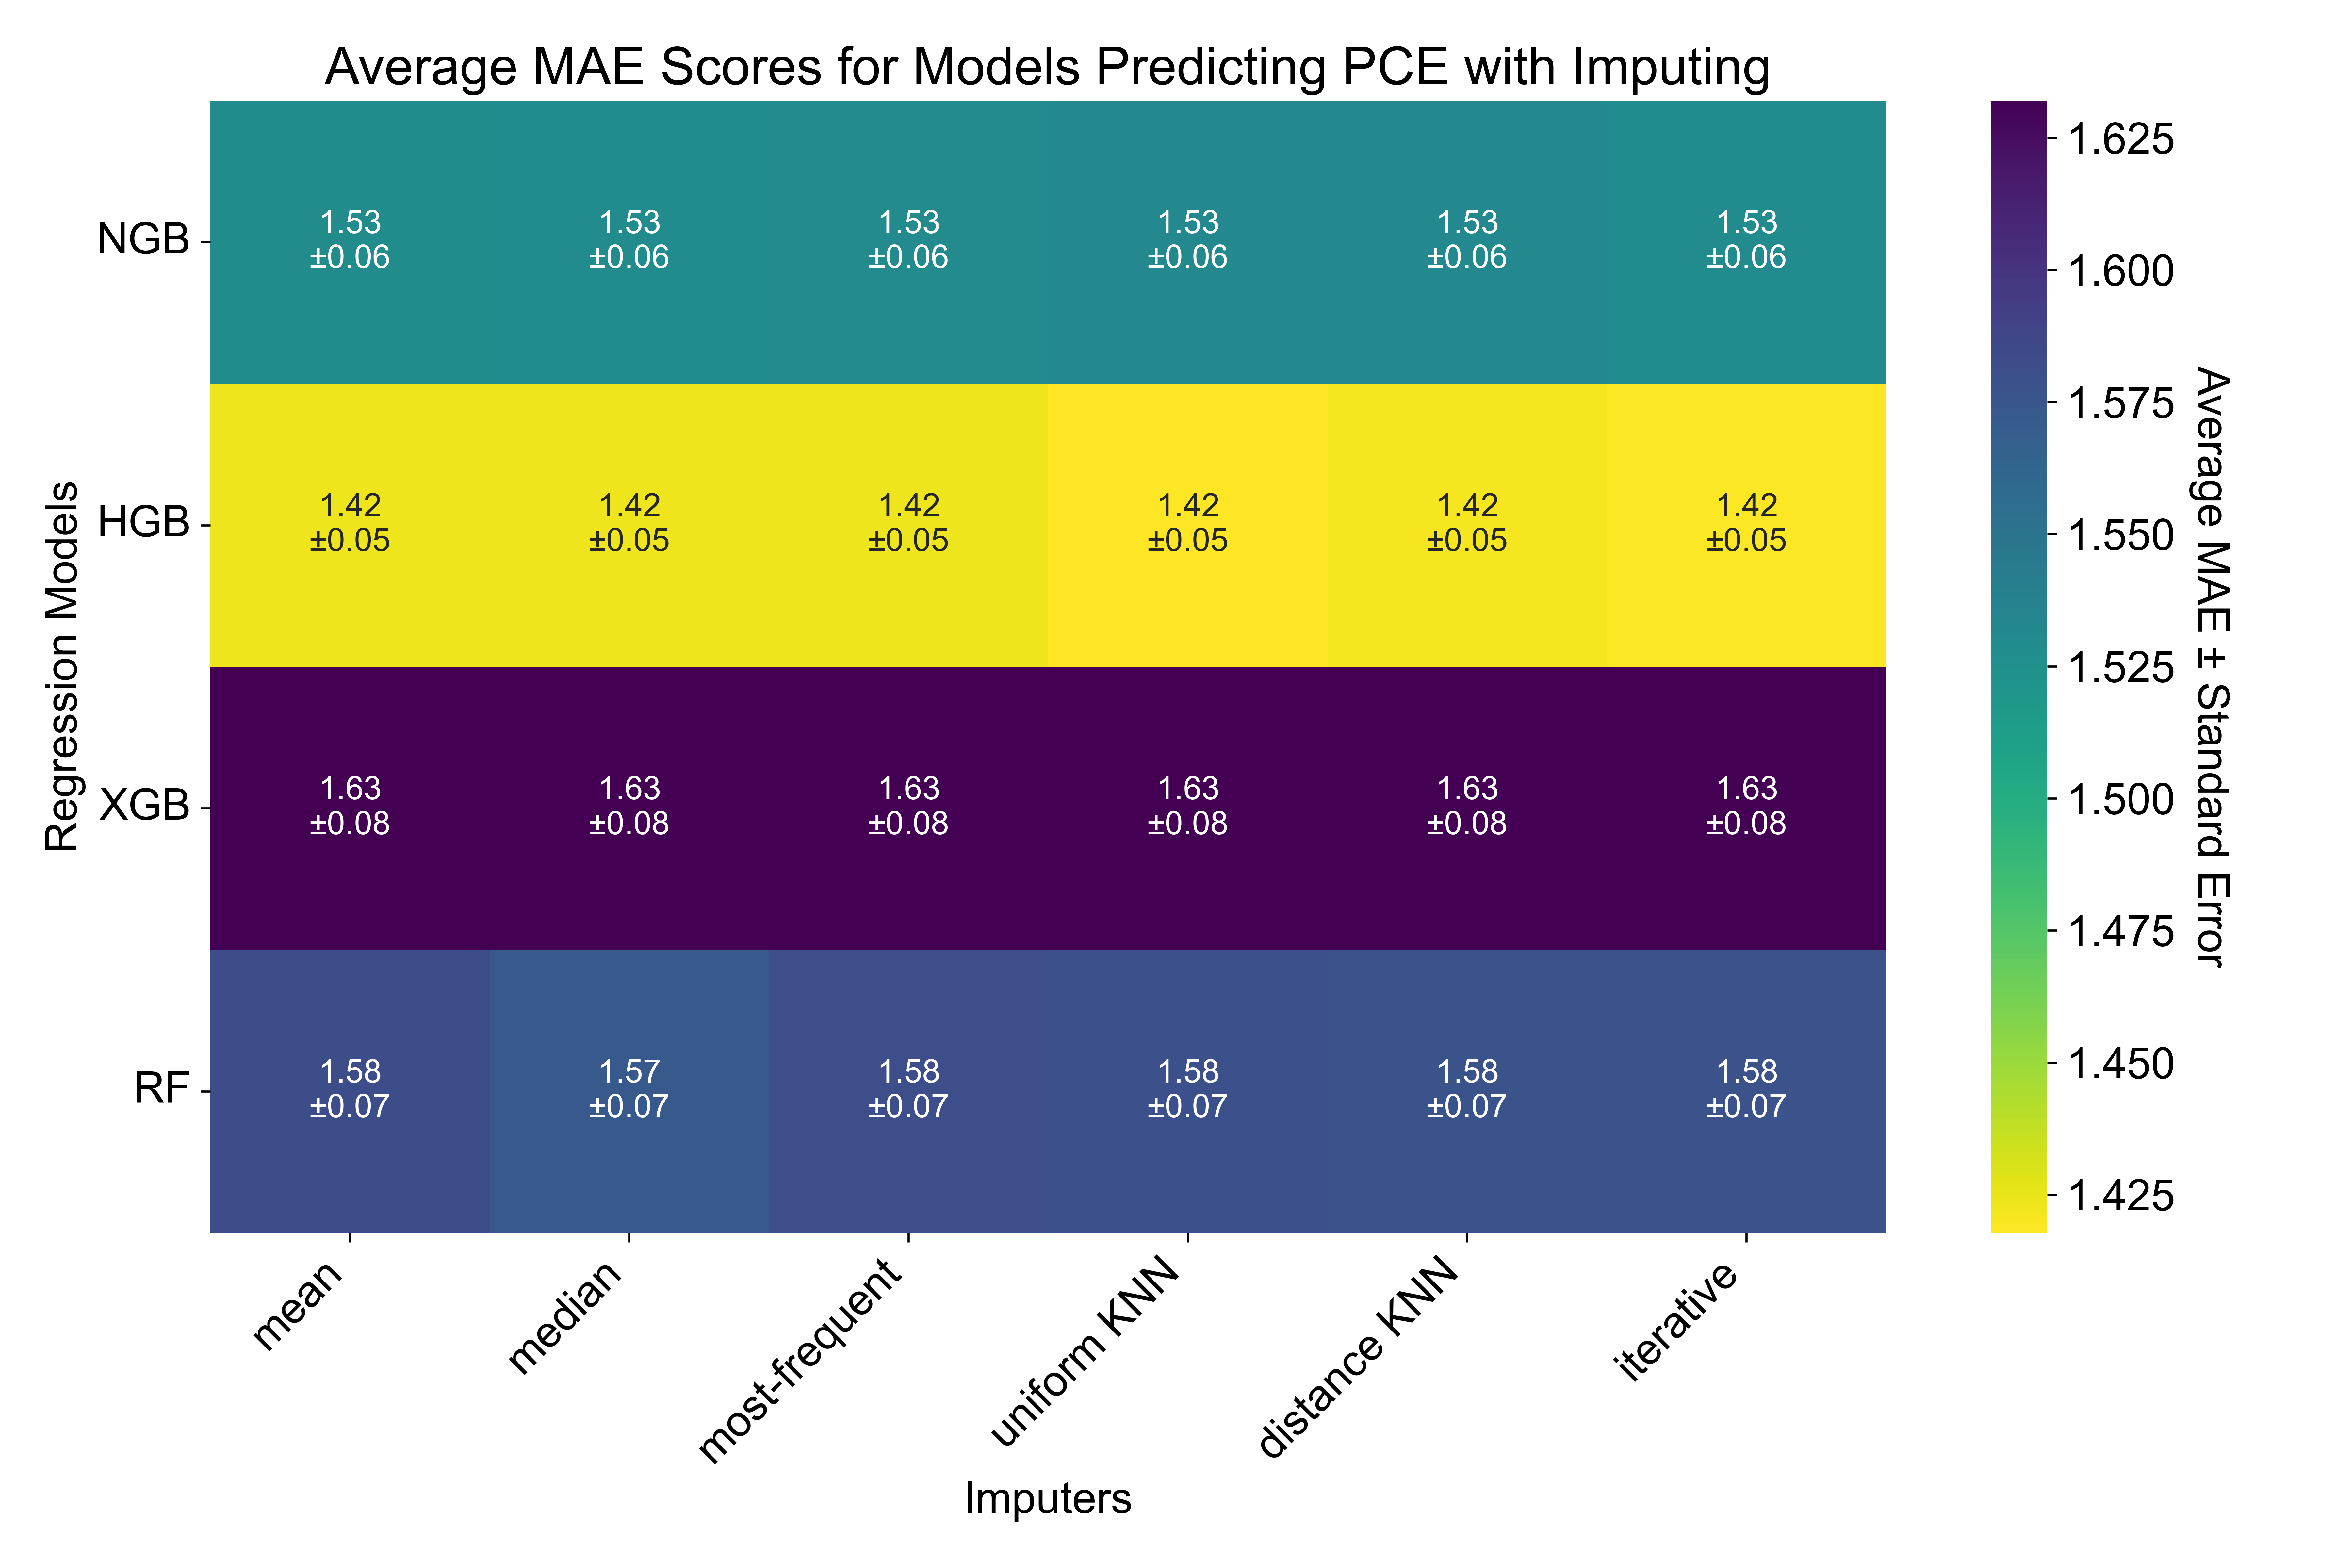 Average MAE Scores for Models Predicting PCE with Imputing
Regression Models
NGB
1.53 1.53 1.53 1.53 1.53 1.53
±0.06 ±0.06 ±0.06 ±0.06 ±0.06 ±0.06
HGB
1.42 1.42 1.42 1.42 1.42 1.42
±0.05 ±0.05 ±0.05 ±0.05 ±0.05 ±0.05
XGB
1.63 1.63 1.63 1.63 1.63 1.63
±0.08 ±0.08 ±0.08 ±0.08 ±0.08 ±0.08
RF
1.58 1.57 1.58 1.58 1.58 1.58
±0.07 ±0.07 ±0.07 ±0.07 ±0.07 ±0.07
mean
median
most-frequent
uniform KNN
distance KNN
iterative
Imputers
1.625
1.600
1.575
1.550
1.525
1.500
1.475
1.450
1.425
Average MAE ± Standard Error